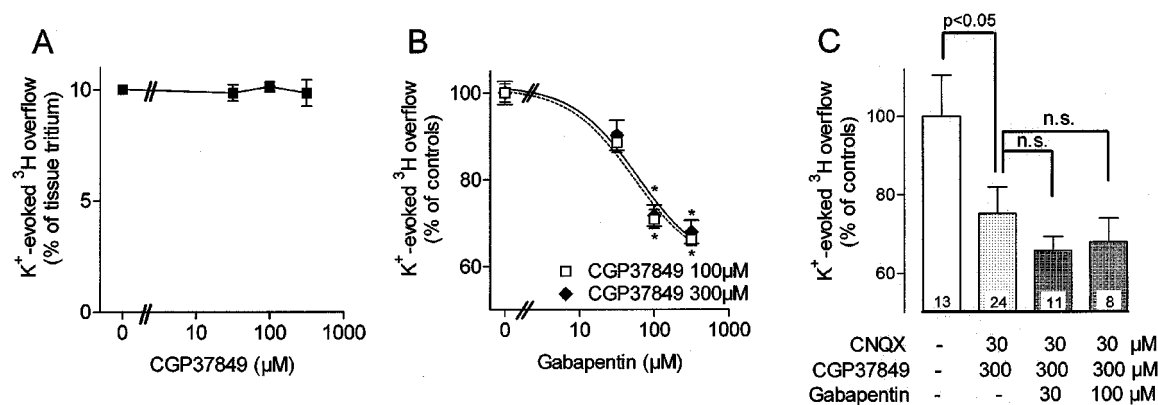 A
K+-evoked ³H overflow
(% of tissue tritium)
10
5
0
0
10
100
1000
CGP37849 (µM)
B
K+-evoked ³H overflow
(% of controls)
100
80
60
*
*
*
*
CGP37849 100µM
CGP37849 300µM
0
10
100
1000
Gabapentin (µM)
C
p<0.05
n.s.
n.s.
K+-evoked ³H overflow
(% of controls)
100
80
60
13 24 11 8
CNQX - 30 30 30 µM
CGP37849 - 300 300 300 µM
Gabapentin - - 30 100 µM